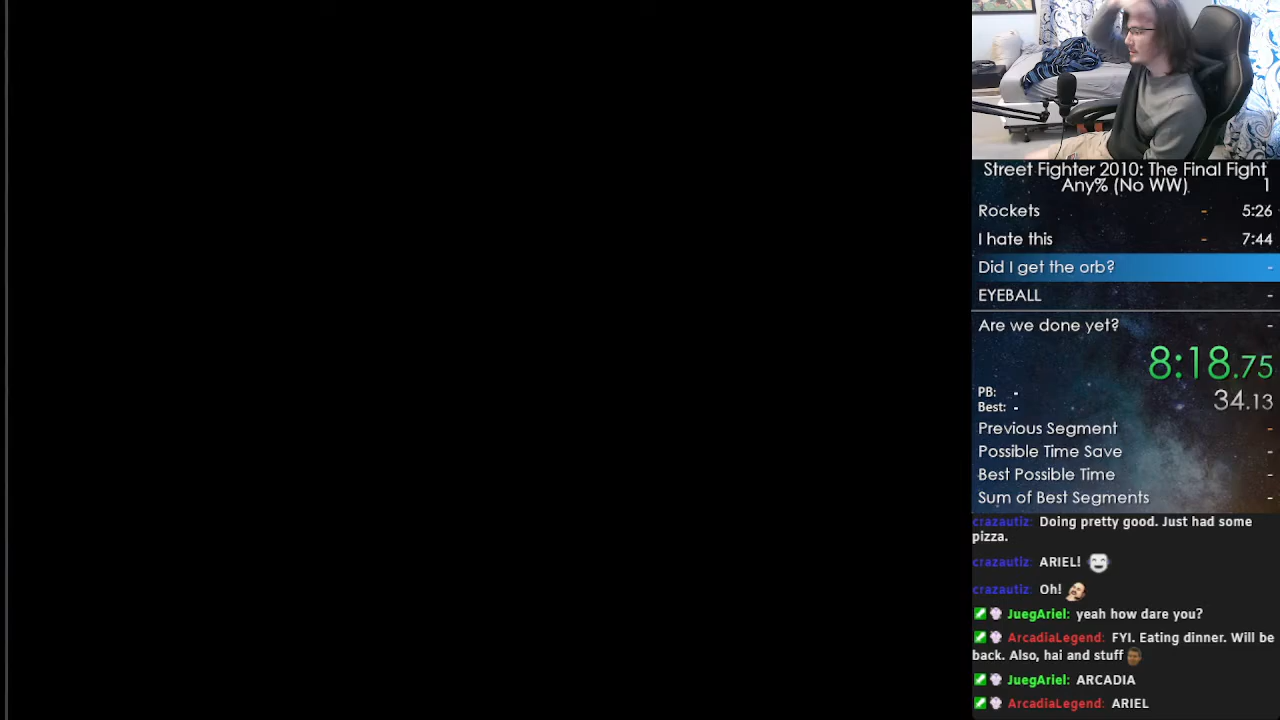 Street Fighter 2010: The Final Fight
Any% (No WW) 1
Rockets - 5:26
I hate this - 7:44
Did I get the orb? -
EYEBALL -
Are we done yet? -
8:18.75
PB: -
34.13
Best: -
Previous Segment -
Possible Time Save -
Best Possible Time -
Sum of Best Segments -
crazautiz: Doing pretty good. Just had some
pizza.
crazautiz: ARIEL!
crazautiz: Oh!
JuegAriel: yeah how dare you?
ArcadiaLegend: FYI. Eating dinner. Will be
back. Also, hai and stuff
JuegAriel: ARCADIA
ArcadiaLegend: ARIEL